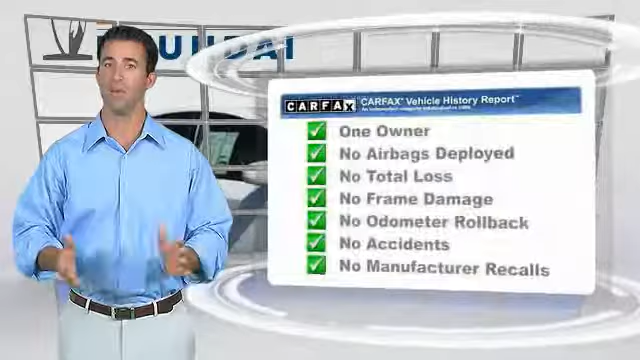 HYUNDAI
CARFAX CARFAX Vehicle History Report™
One Owner
No Airbags Deployed
No Total Loss
No Frame Damage
No Odometer Rollback
No Accidents
No Manufacturer Recalls